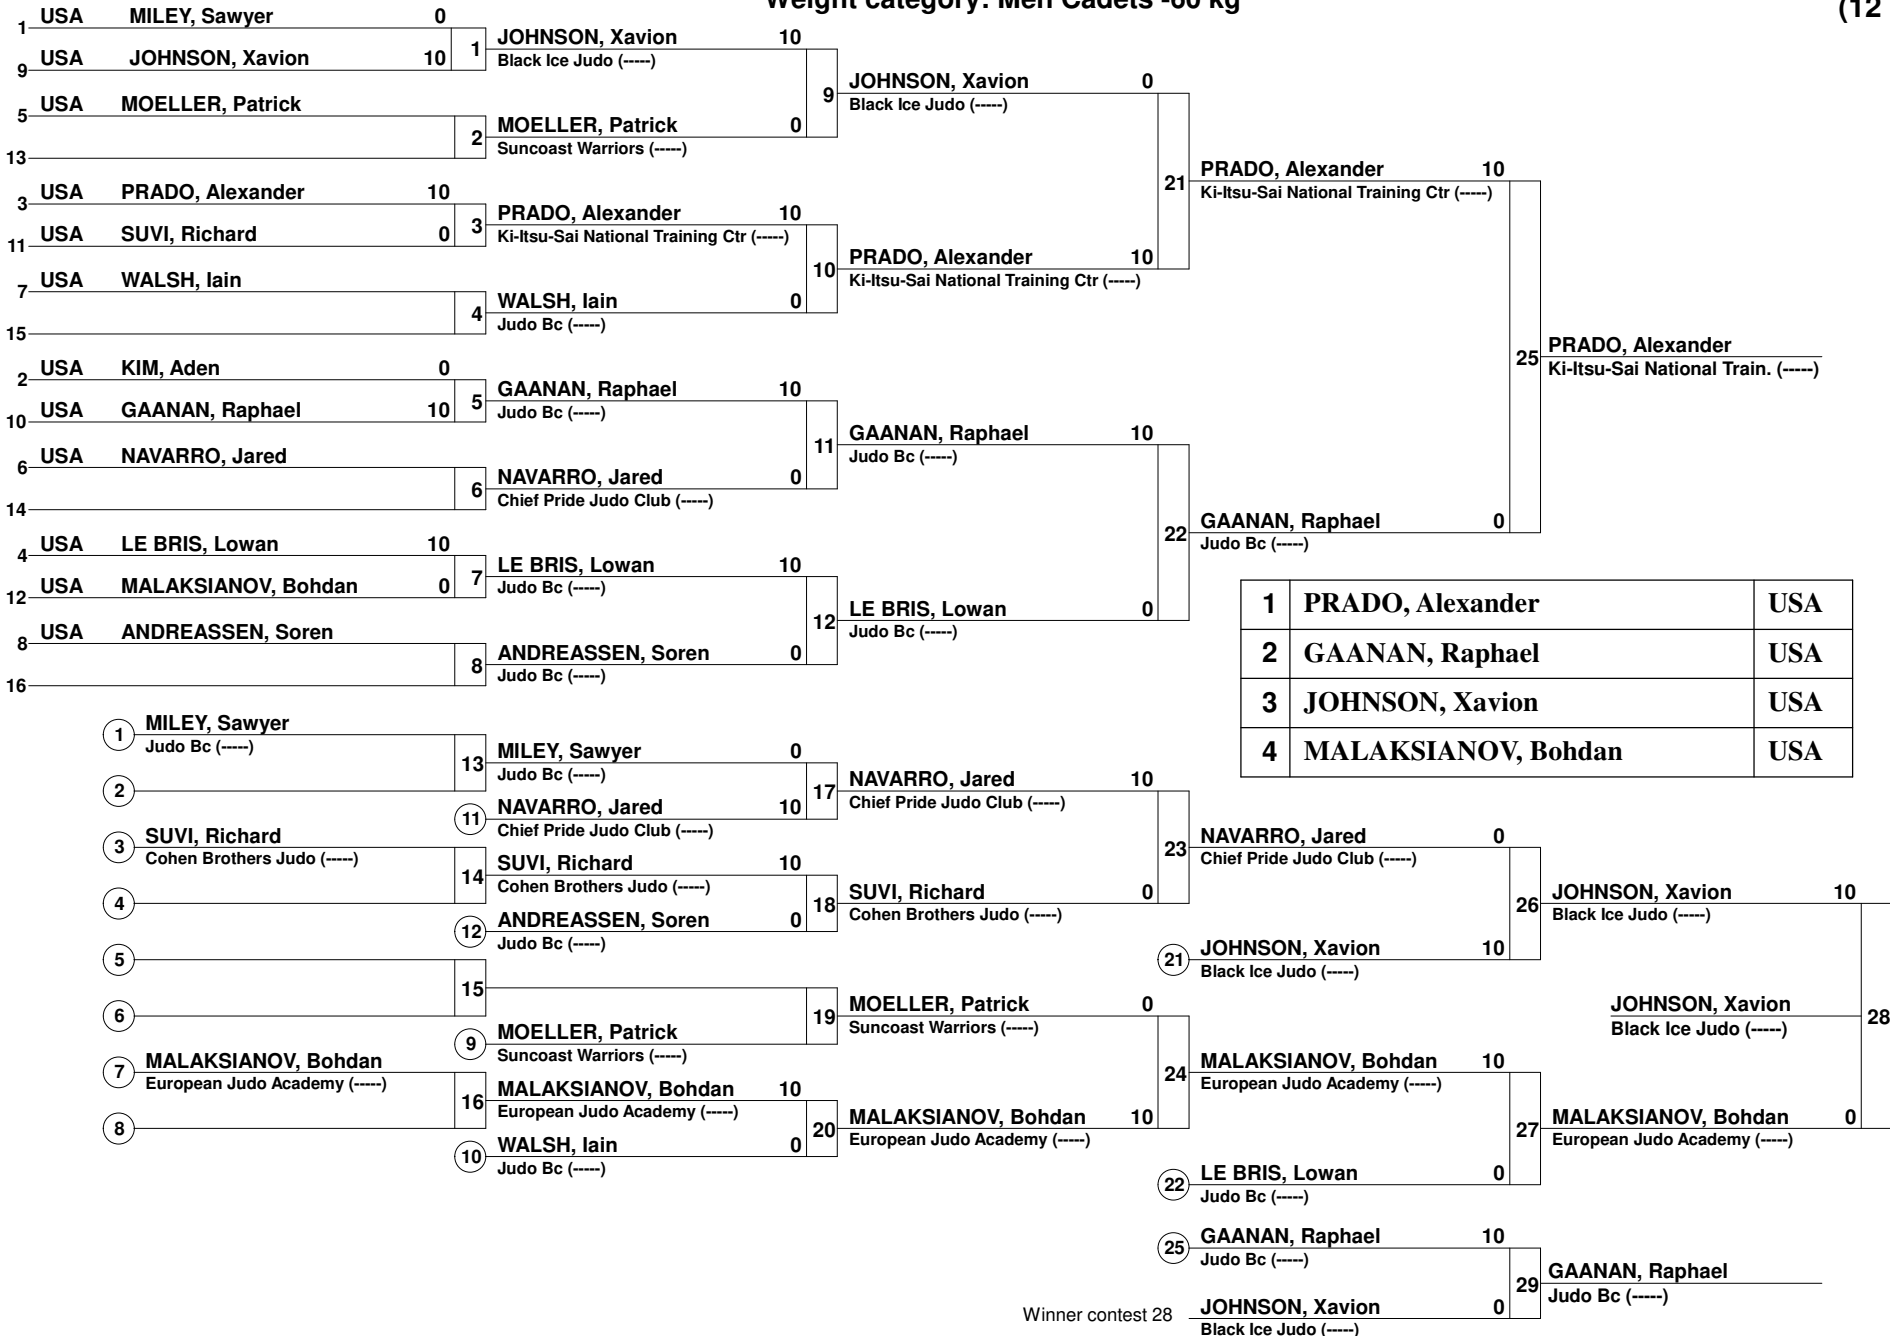 Weight category: Men Cadets -60 kg
(12
1 USA MILEY, Sawyer 0
9 USA JOHNSON, Xavion 10
1
5 USA MOELLER, Patrick
13
2
3 USA PRADO, Alexander 10
11 USA SUVI, Richard 0
3
7 USA WALSH, Iain
15
4
2 USA KIM, Aden 0
10 USA GAANAN, Raphael 10
5
6 USA NAVARRO, Jared
14
6
4 USA LE BRIS, Lowan 10
12 USA MALAKSIANOV, Bohdan 0
7
8 USA ANDREASSEN, Soren
16
8
JOHNSON, Xavion 10
Black Ice Judo (-----)
9
MOELLER, Patrick 0
Suncoast Warriors (-----)
PRADO, Alexander 10
Ki-Itsu-Sai National Training Ctr (-----)
10
WALSH, Iain 0
Judo Bc (-----)
GAANAN, Raphael 10
Judo Bc (-----)
11
NAVARRO, Jared 0
Chief Pride Judo Club (-----)
LE BRIS, Lowan 10
Judo Bc (-----)
12
ANDREASSEN, Soren 0
Judo Bc (-----)
JOHNSON, Xavion 0
Black Ice Judo (-----)
21
PRADO, Alexander 10
Ki-Itsu-Sai National Training Ctr (-----)
GAANAN, Raphael 10
Judo Bc (-----)
22
LE BRIS, Lowan 0
Judo Bc (-----)
PRADO, Alexander 10
Ki-Itsu-Sai National Training Ctr (-----)
25
GAANAN, Raphael 0
Judo Bc (-----)
PRADO, Alexander
Ki-Itsu-Sai National Train. (-----)
1 PRADO, Alexander USA
2 GAANAN, Raphael USA
3 JOHNSON, Xavion USA
4 MALAKSIANOV, Bohdan USA
1 MILEY, Sawyer
Judo Bc (-----)
13
2
3 SUVI, Richard
Cohen Brothers Judo (-----)
14
4
5
15
6
7 MALAKSIANOV, Bohdan
European Judo Academy (-----)
16
8
MILEY, Sawyer 0
Judo Bc (-----)
17
11 NAVARRO, Jared 10
Chief Pride Judo Club (-----)
SUVI, Richard 10
Cohen Brothers Judo (-----)
18
12 ANDREASSEN, Soren 0
Judo Bc (-----)
19
9 MOELLER, Patrick
Suncoast Warriors (-----)
MALAKSIANOV, Bohdan 10
European Judo Academy (-----)
20
10 WALSH, Iain 0
Judo Bc (-----)
NAVARRO, Jared 10
Chief Pride Judo Club (-----)
23
SUVI, Richard 0
Cohen Brothers Judo (-----)
MOELLER, Patrick 0
Suncoast Warriors (-----)
24
MALAKSIANOV, Bohdan 10
European Judo Academy (-----)
NAVARRO, Jared 0
Chief Pride Judo Club (-----)
26
21 JOHNSON, Xavion 10
Black Ice Judo (-----)
MALAKSIANOV, Bohdan 10
European Judo Academy (-----)
27
22 LE BRIS, Lowan 0
Judo Bc (-----)
JOHNSON, Xavion 10
Black Ice Judo (-----)
JOHNSON, Xavion
Black Ice Judo (-----)
28
MALAKSIANOV, Bohdan 0
European Judo Academy (-----)
25 GAANAN, Raphael 10
Judo Bc (-----)
29
GAANAN, Raphael
Judo Bc (-----)
Winner contest 28 JOHNSON, Xavion 0
Black Ice Judo (-----)